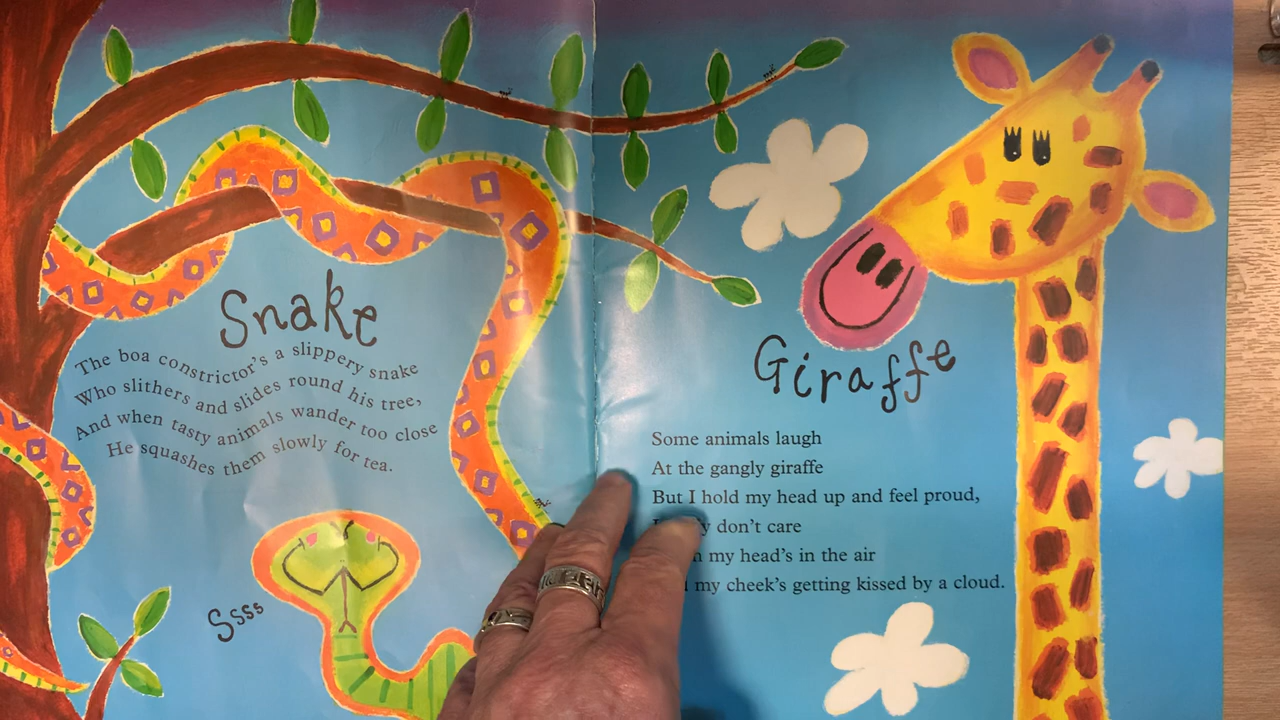 Snake
The boa constrictor's a slippery snake
Who slithers and slides round his tree,
And when tasty animals wander too close
He squashes them slowly for tea.
Ssss
Giraffe
Some animals laugh
At the gangly giraffe
But I hold my head up and feel proud,
don't care
my head's in the air
my cheek's getting kissed by a cloud.